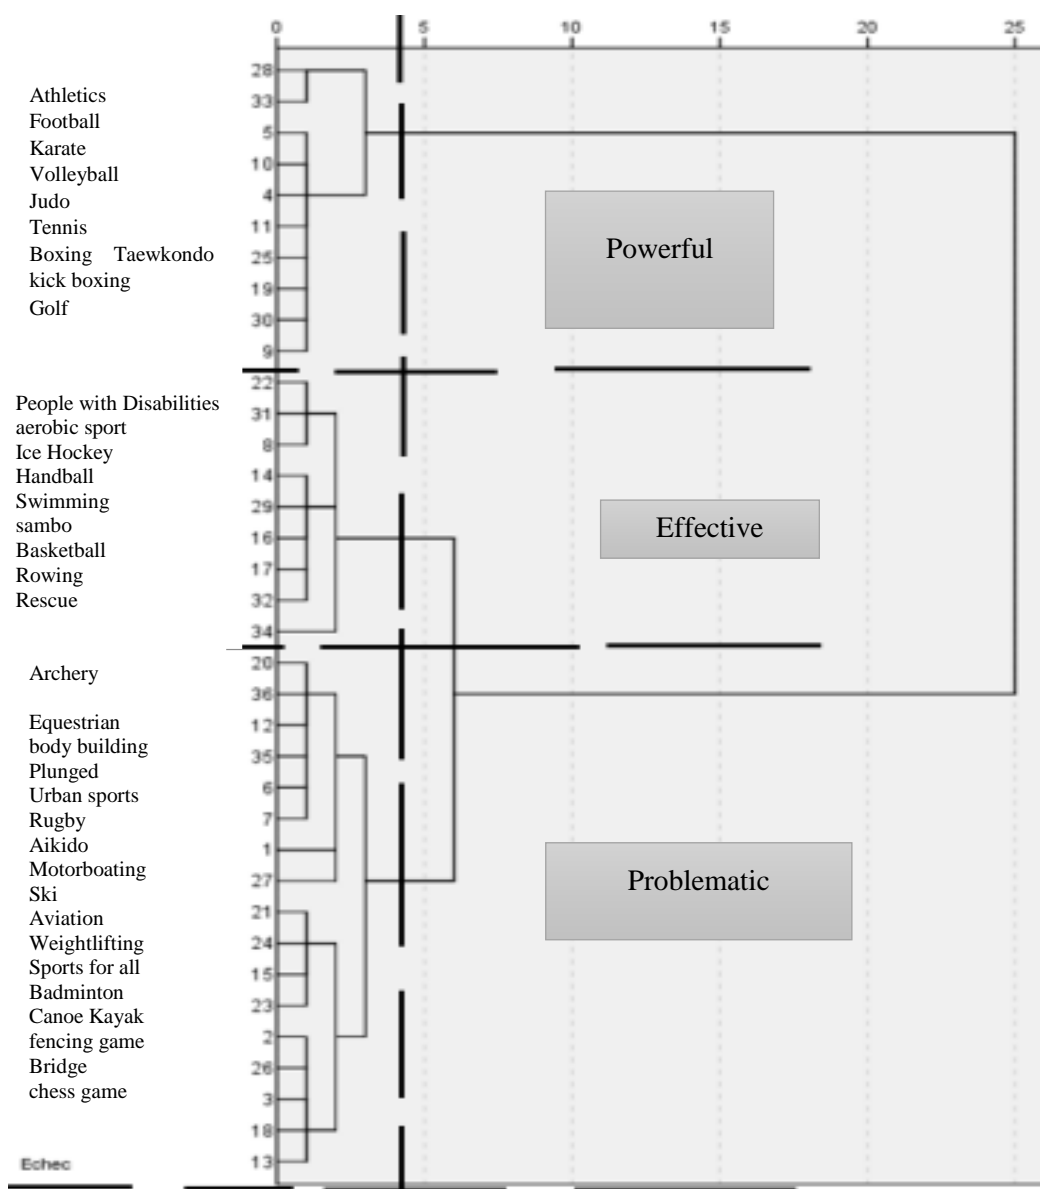 0 5 10 15 20 25
28
Athletics
33
Football
5
Karate
10
Volleyball
4
Judo
11
Tennis
Powerful
Boxing Taewkondo
25
kick boxing
19
Golf
30
9
22
People with Disabilities
31
aerobic sport
8
Ice Hockey
14
Handball
29
Swimming
sambo
Effective
16
Basketball
17
Rowing
32
Rescue
34
20
Archery
36
Equestrian
12
body building
35
Plunged
6
Urban sports
7
Rugby
1
Aikido
Motorboating
27
Problematic
Ski
21
Aviation
24
Weightlifting
15
Sports for all
Badminton
23
Canoe Kayak
2
fencing game
26
Bridge
3
chess game
18
13
Echec